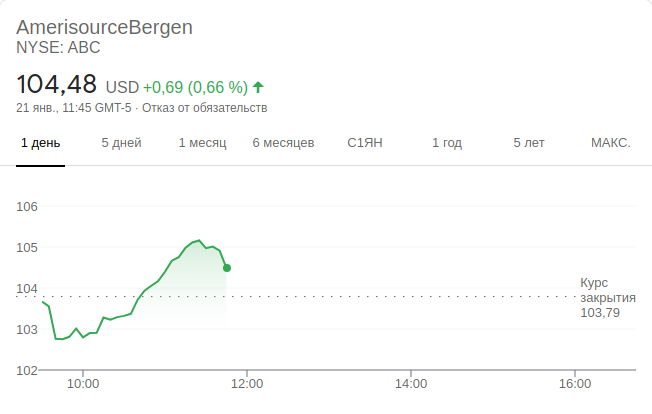 AmerisourceBergen
NYSE: ABC
104,48 USD +0,69 (0,66 %)
21 янв., 11:45 GMT-5 · Отказ от обязательств
1 день 5 дней 1 месяц 6 месяцев С1ЯН 1 год 5 лет МАКС.
106
105
104
103
102
Курс
закрытия
103,79
10:00 12:00 14:00 16:00